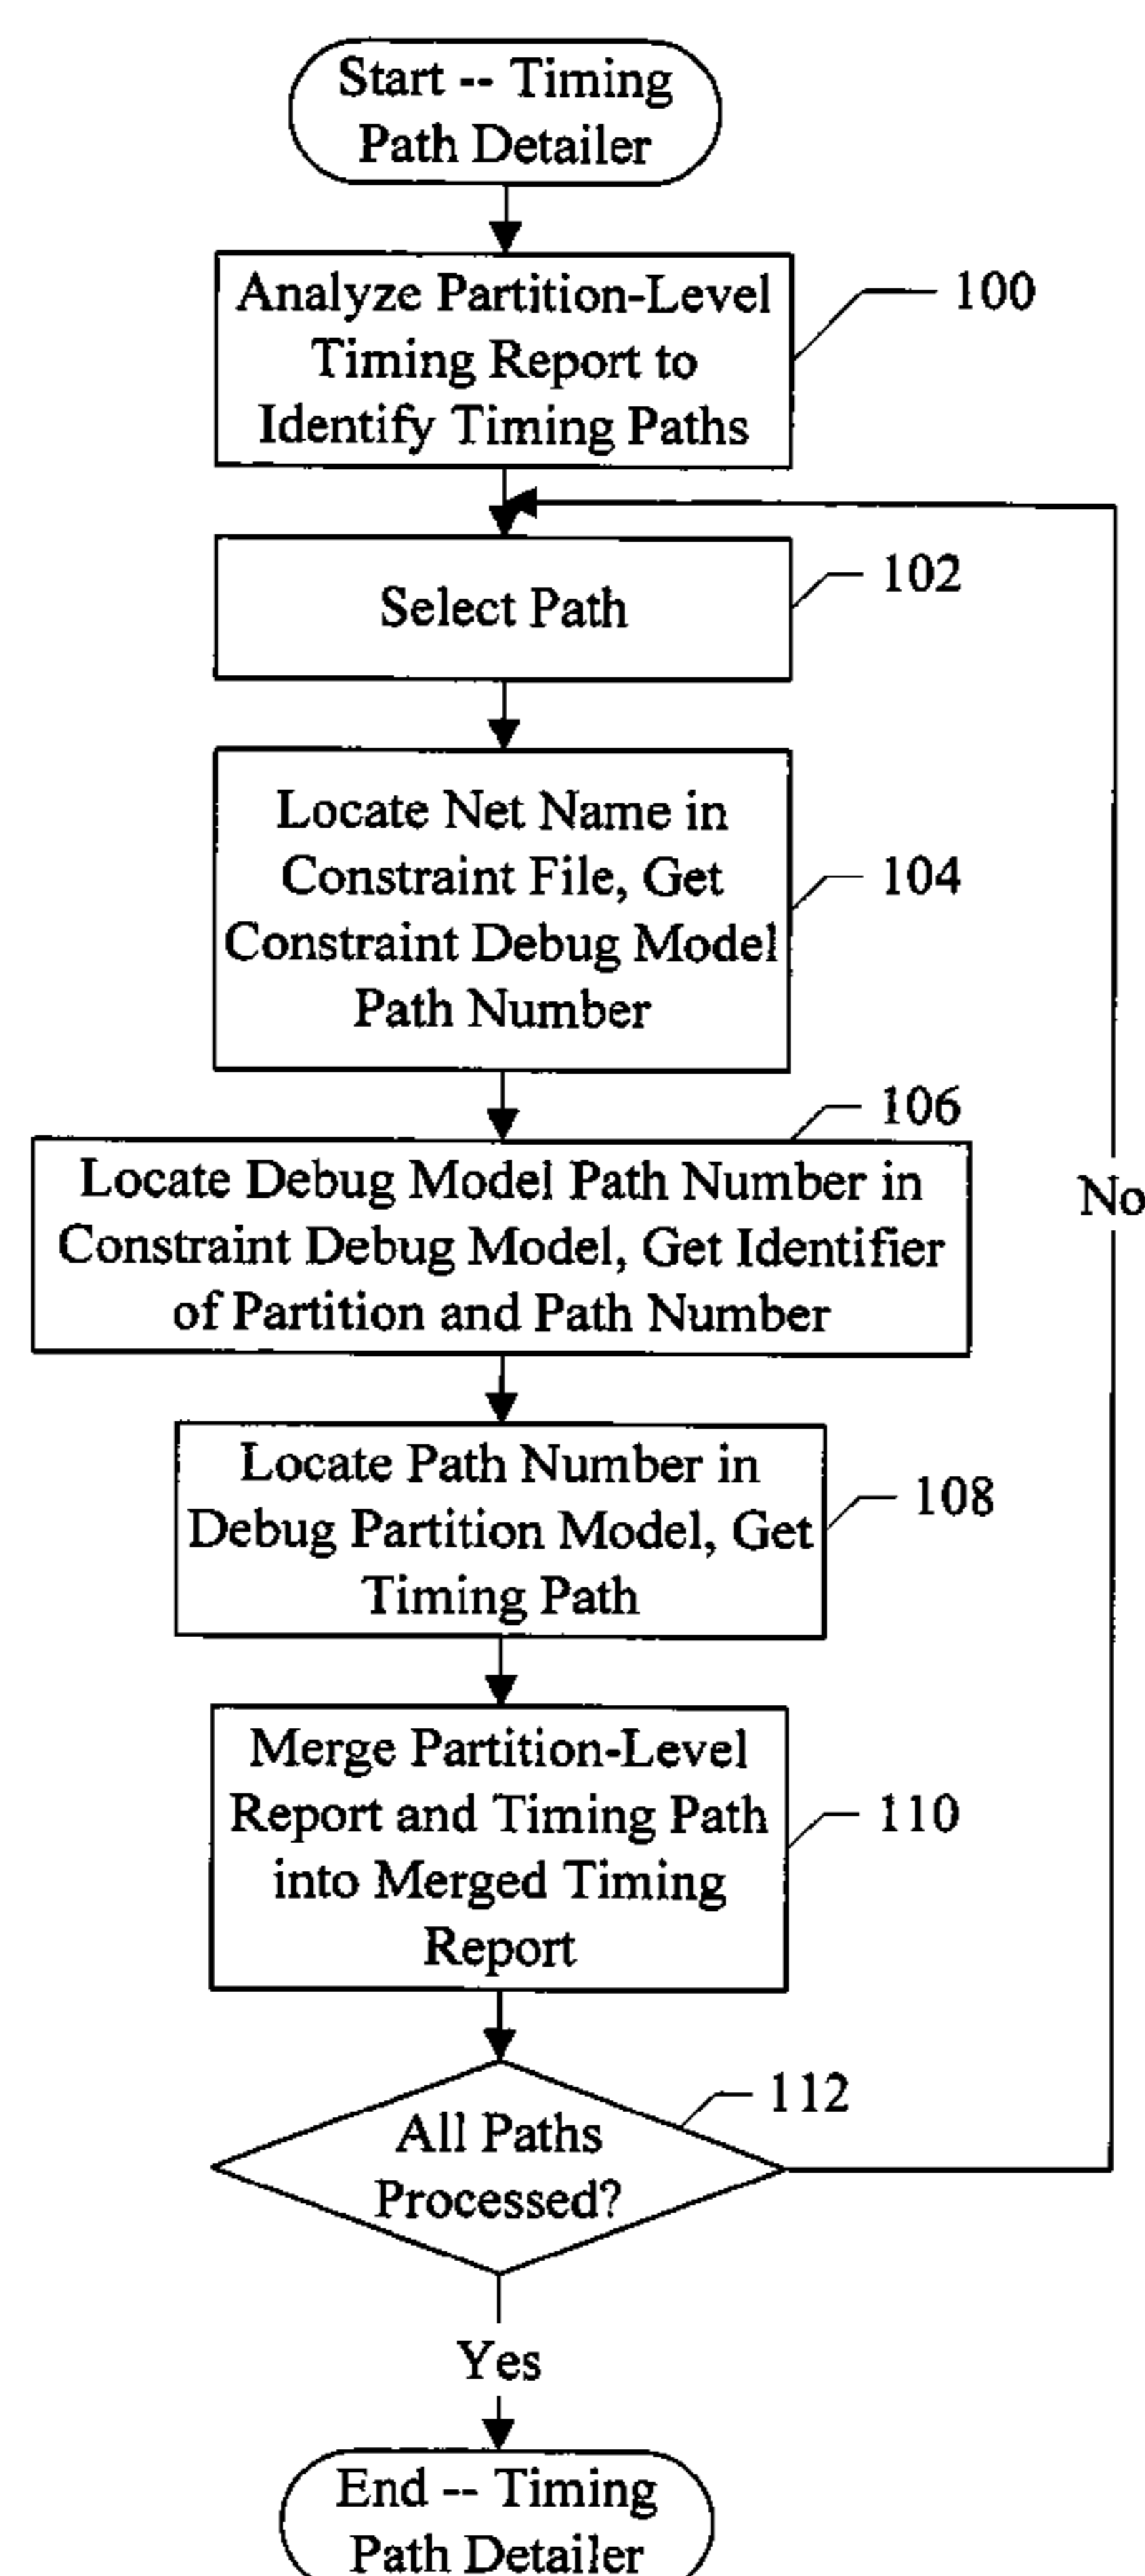 Start -- Timing
Path Detailer
Analyze Partition-Level
Timing Report to
Identify Timing Paths
100
Select Path
102
Locate Net Name in
Constraint File, Get
Constraint Debug Model
Path Number
104
106
Locate Debug Model Path Number in
Constraint Debug Model, Get Identifier
of Partition and Path Number
No
Locate Path Number in
Debug Partition Model, Get
Timing Path
108
Merge Partition-Level
Report and Timing Path
into Merged Timing
Report
110
112
All Paths
Processed?
Yes
End -- Timing
Path Detailer